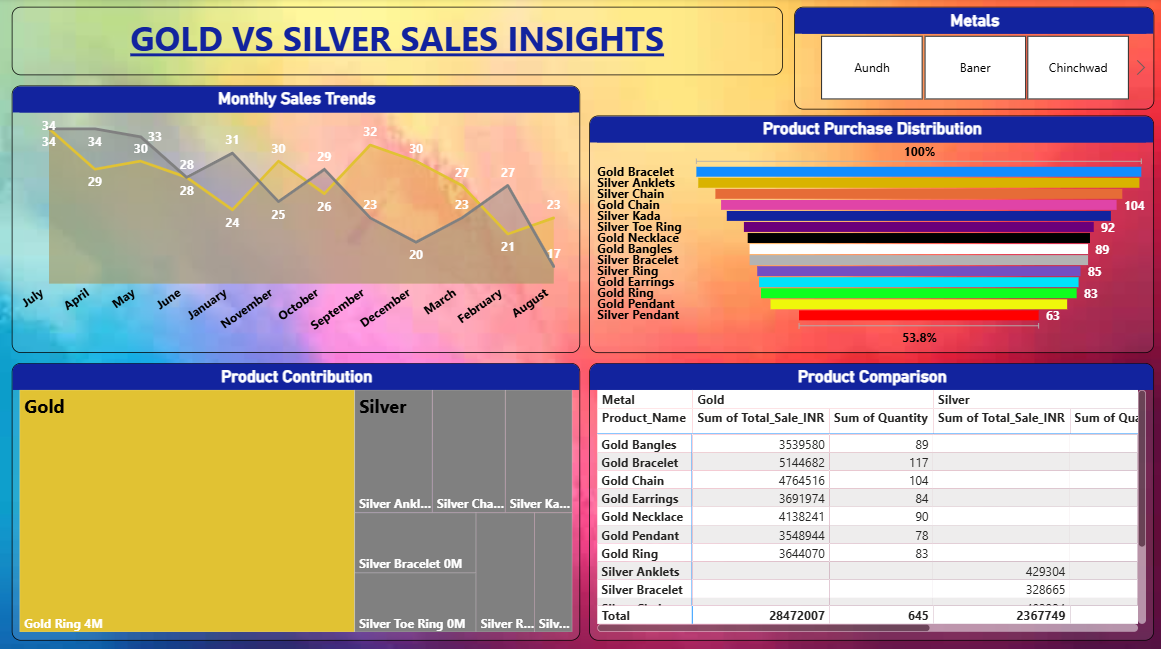 GOLD VS SILVER SALES INSIGHTS
Metals
Aundh Baner Chinchwad
Monthly Sales Trends
34 34 34 29 30 33 28 28 31 24 30 25 29 26 32 23 30 20 27 23 27 21 23 17
July April May June January November October September December March February August
Product Purchase Distribution
100%
Gold Bracelet
Silver Anklets
Silver Chain
Gold Chain 104
Silver Kada
Silver Toe Ring 92
Gold Necklace
Gold Bangles 89
Silver Bracelet
Silver Ring 85
Gold Earrings
Gold Ring 83
Gold Pendant
Silver Pendant 63
53.8%
Product Contribution
Gold
Gold Ring 4M
Silver
Silver Ankl... Silver Cha... Silver Ka...
Silver Bracelet 0M
Silver Toe Ring 0M Silver R... Silv...
Product Comparison
Metal Gold Silver
Product_Name Sum of Total_Sale_INR Sum of Quantity Sum of Total_Sale_INR Sum of Qua
Gold Bangles 3539580 89
Gold Bracelet 5144682 117
Gold Chain 4764516 104
Gold Earrings 3691974 84
Gold Necklace 4138241 90
Gold Pendant 3548944 78
Gold Ring 3644070 83
Silver Anklets 429304
Silver Bracelet 328665
Total 28472007 645 2367749